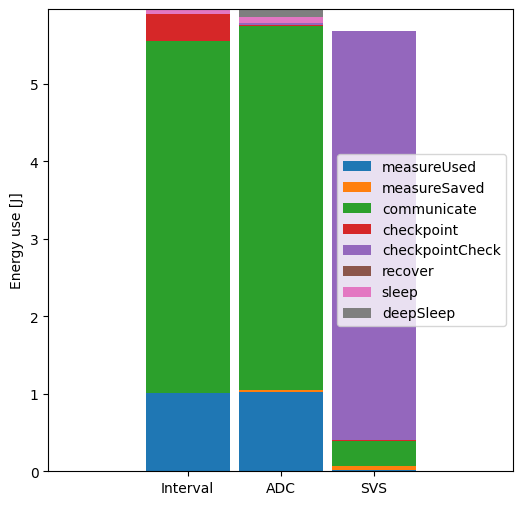 Energy use [J]
5
4
3
2
1
0
measureUsed
measureSaved
communicate
checkpoint
checkpointCheck
recover
sleep
deepSleep
Interval ADC SVS